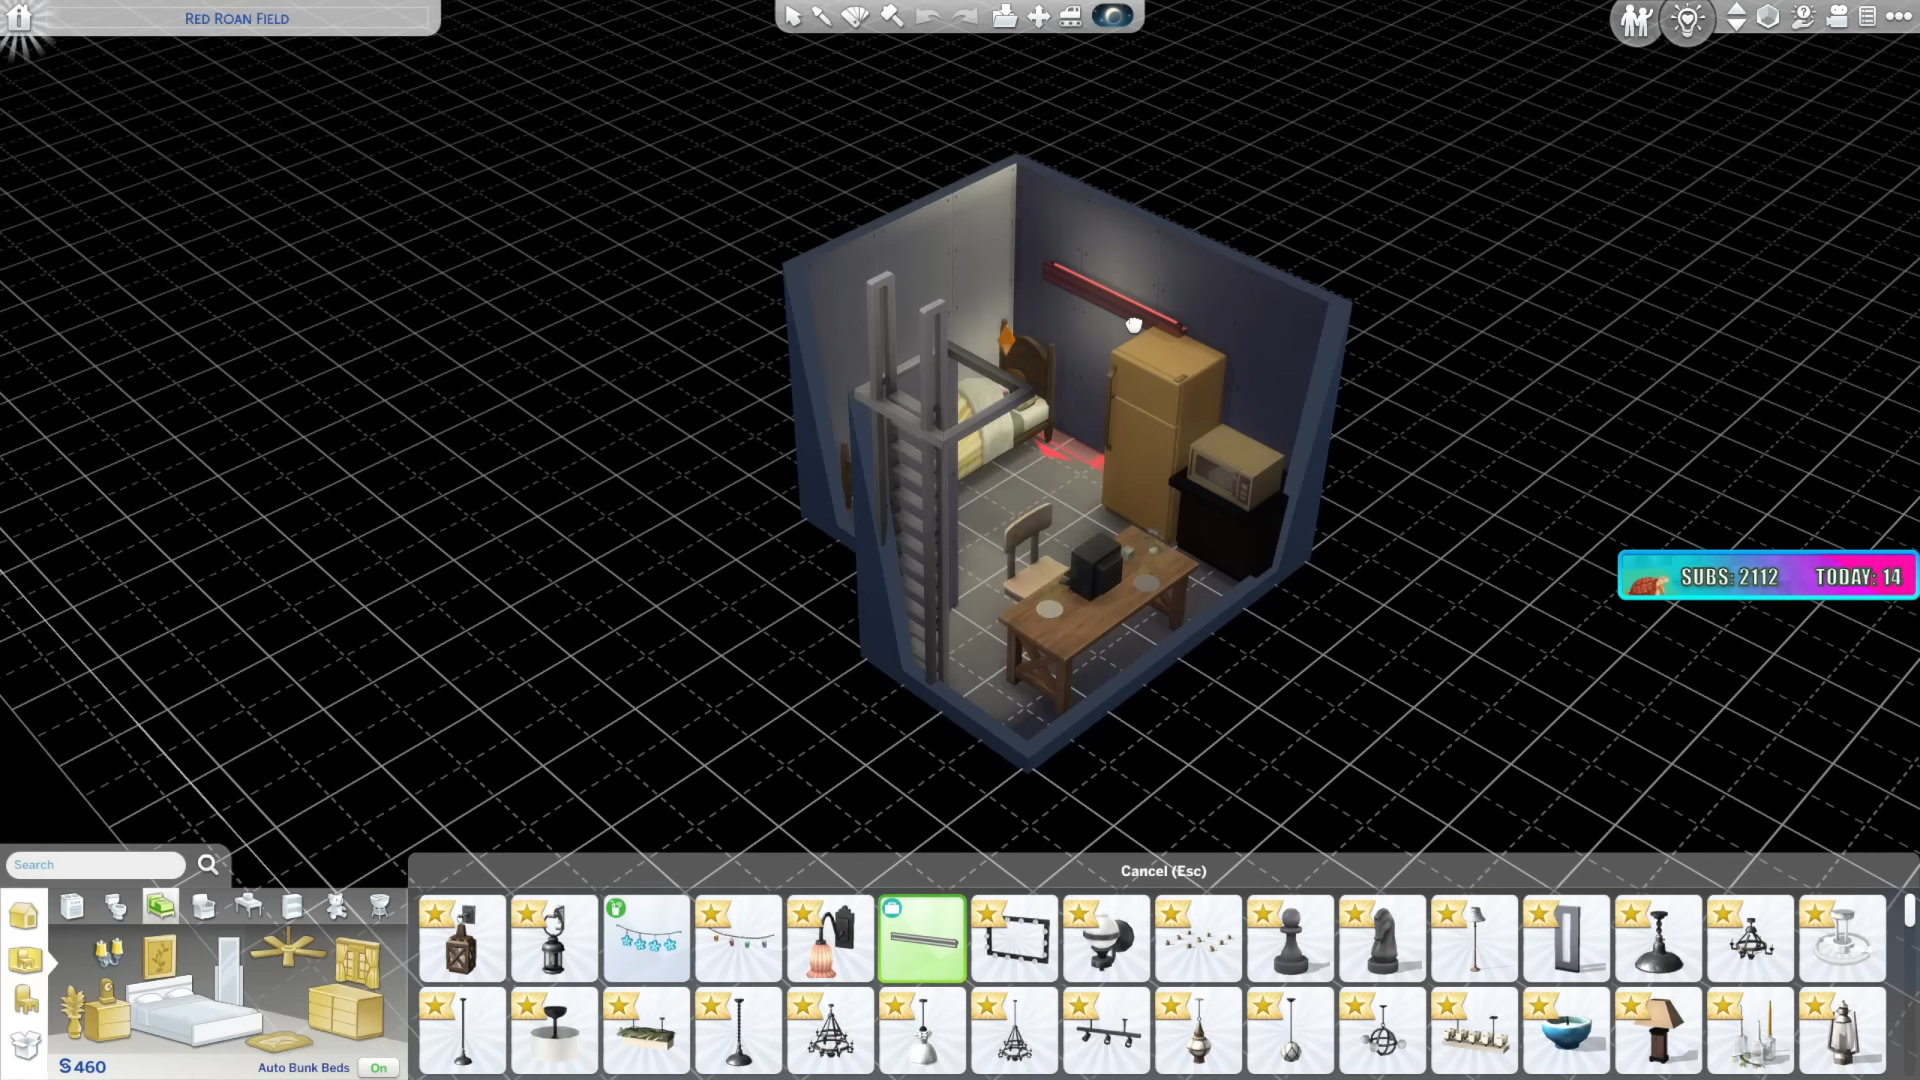 RED ROAN FIELD
SUBS: 2112 TODAY: 14
Search
Cancel (Esc)
§460
Auto Bunk Beds On